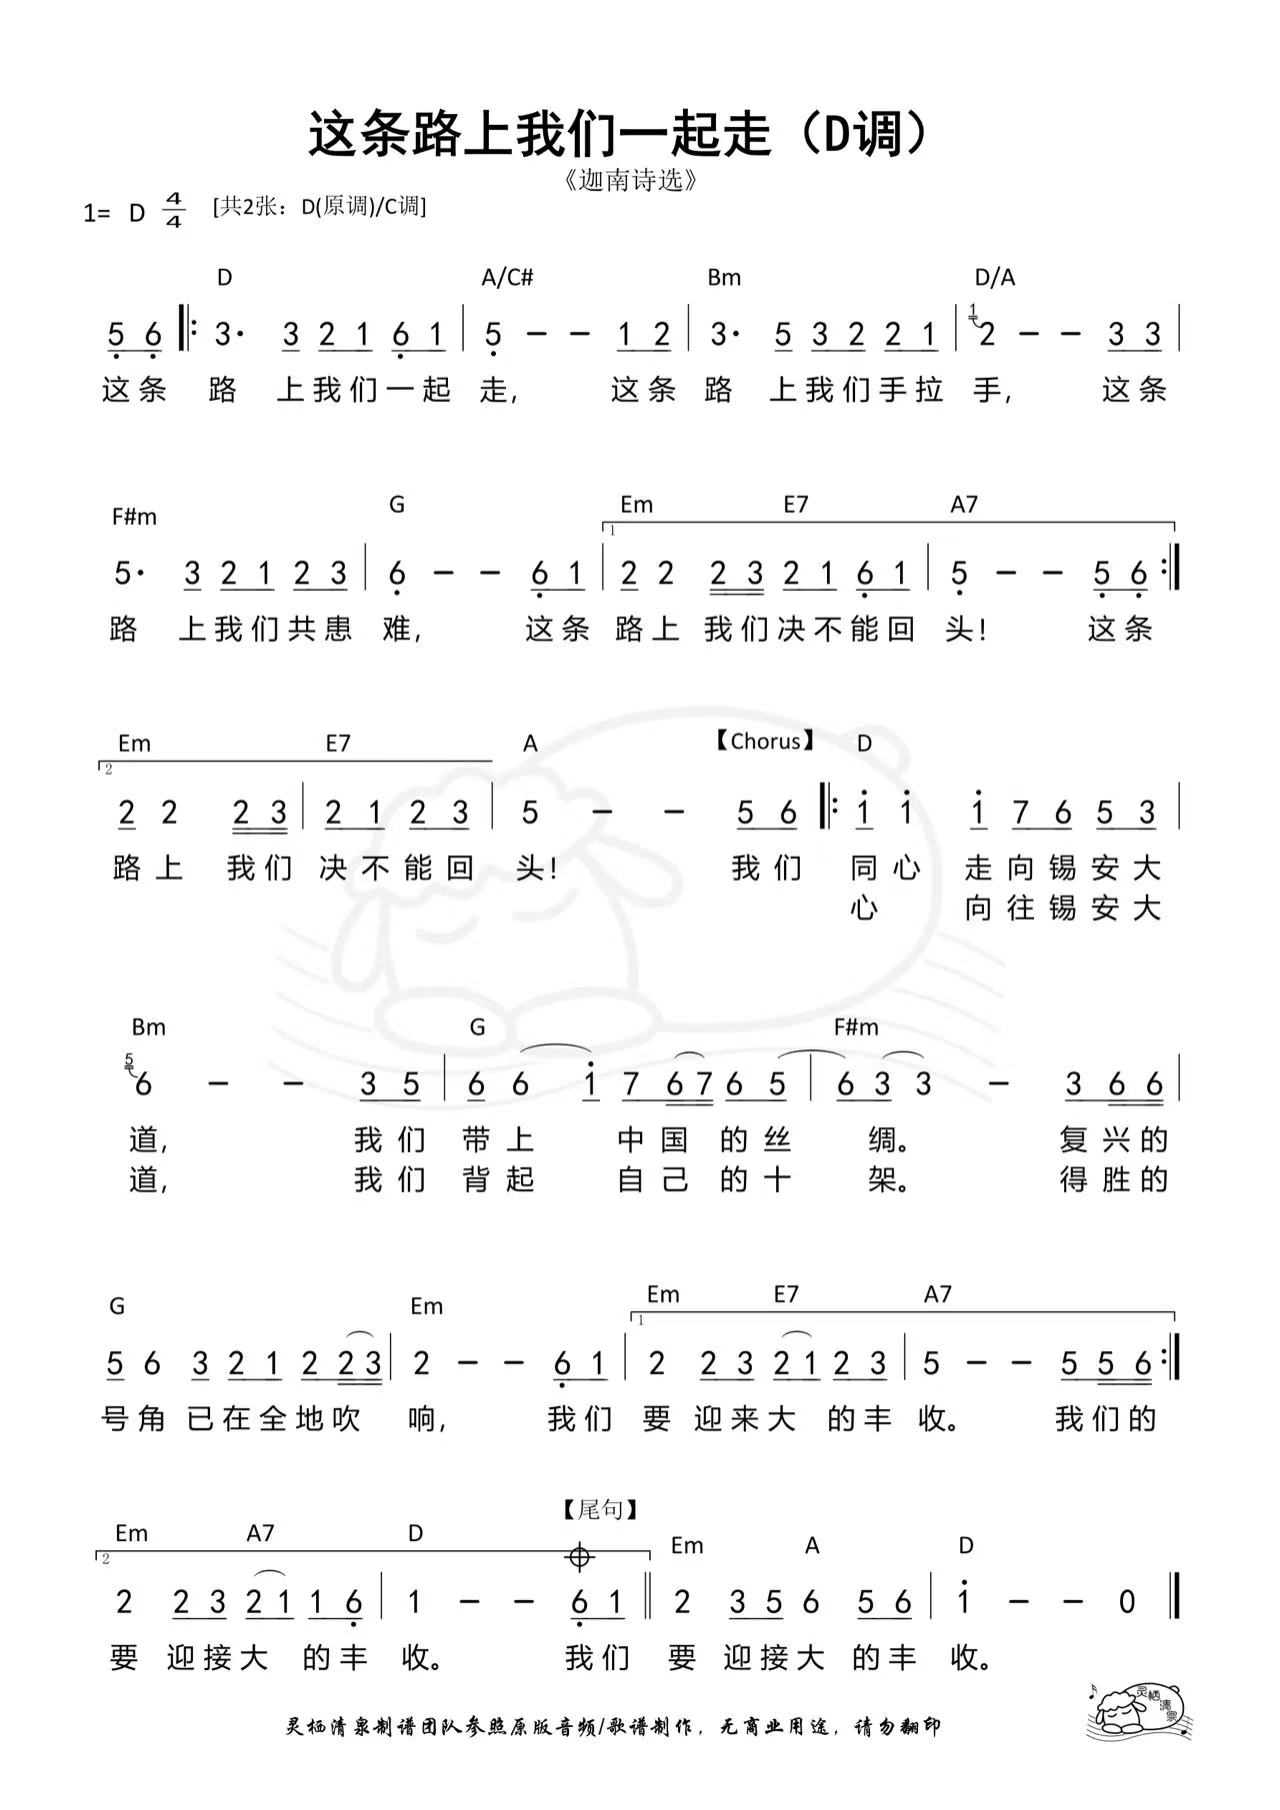 这条路上我们一起走（D调）
《迦南诗选》
1= D 4/4 [共2张：D(原调)/C调]
D A/C# Bm D/A
5 6 3· 3 2 1 6 1 5 – – 1 2 3· 5 3 2 2 1 1 2 – – 3 3
这条 路 上我们一起 走, 这条 路 上我们手拉 手, 这条
F#m G Em E7 A7
1
5· 3 2 1 2 3 6 – – 6 1 2 2 2 3 2 1 6 1 5 – – 5 6
路 上我们共患 难, 这条 路上 我们决不能回 头! 这条
Em E7 A 【Chorus】 D
2
2 2 2 3 2 1 2 3 5 – – 5 6 1 1 1 7 6 5 3
路上 我们 决不能回 头! 我们 同心 走向锡安大
心 向往锡安大
Bm G F#m
5 6 – – 3 5 6 6 1 7 6 7 6 5 6 3 3 – 3 6 6
道, 我们 带上 中国 的丝 绸。 复兴的
道, 我们 背起 自己 的十 架。 得胜的
G Em Em E7 A7
1
5 6 3 2 1 2 2 3 2 – – 6 1 2 2 3 2 1 2 3 5 – – 5 5 6
号角 已在全地吹 响, 我们 要 迎来大 的丰 收。 我们的
【尾句】
Em A7 D Em A D
2
2 2 3 2 1 1 6 1 – – 6 1 2 3 5 6 5 6 1 – – 0
要 迎接大 的丰 收。 我们 要 迎接大 的丰 收。
灵栖清泉
灵栖清泉制谱团队参照原版音频/歌谱制作，无商业用途，请勿翻印